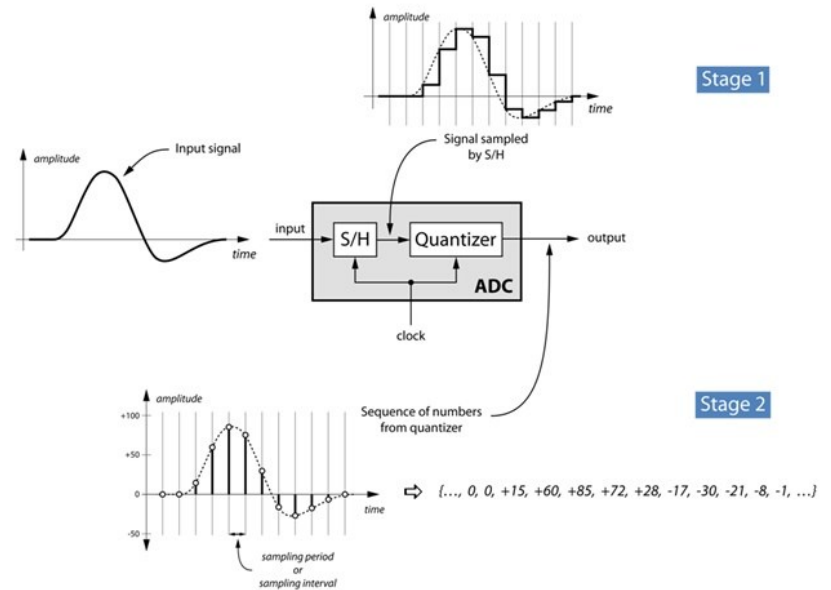 amplitude
time
Stage 1
Signal sampled
by S/H
Input signal
amplitude
time
input
S/H
Quantizer
output
ADC
clock
amplitude
+100
+50
0
-50
time
sampling period
or
sampling interval
Sequence of numbers
from quantizer
Stage 2
{..., 0, 0, +15, +60, +85, +72, +28, -17, -30, -21, -8, -1, ...}